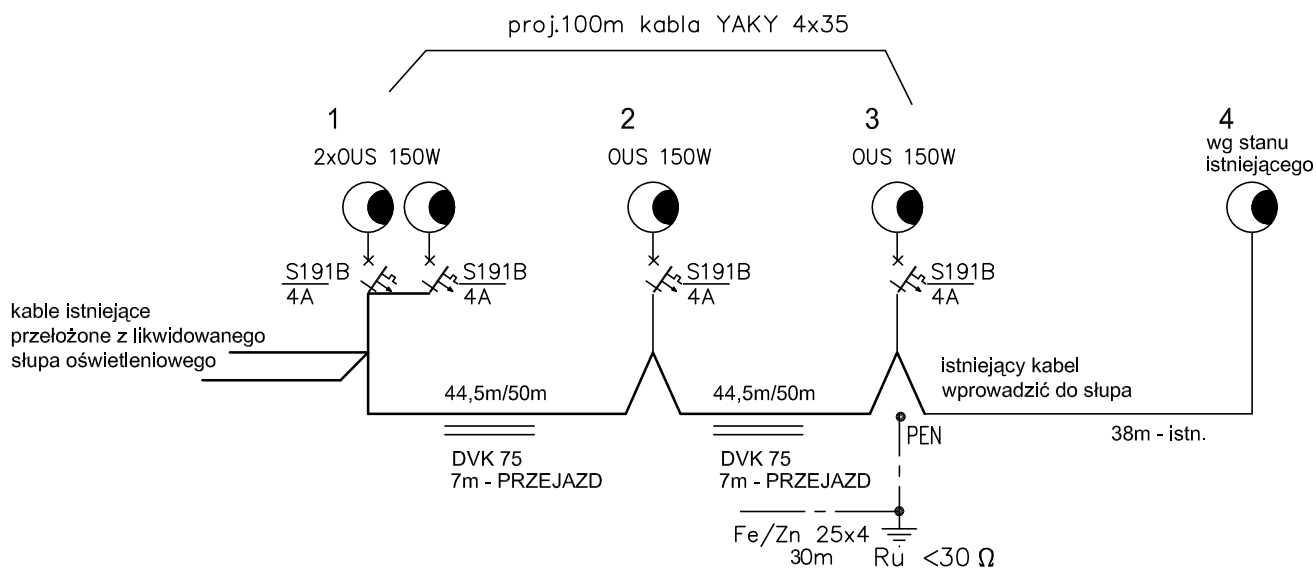 proj.100m kabla YAKY 4x35
1
2
3
4
2xOUS 150W
OUS 150W
OUS 150W
wg stanu
istniejącego
S191B
4A
S191B
4A
S191B
4A
S191B
4A
kable istniejące
przełożone z likwidowanego
słupa oświetleniowego
istniejący kabel
wprowadzić do słupa
44,5m/50m
44,5m/50m
38m - istn.
PEN
DVK 75
7m - PRZEJAZD
DVK 75
7m - PRZEJAZD
Fe/Zn 25x4
30m
Ru <30 Ω